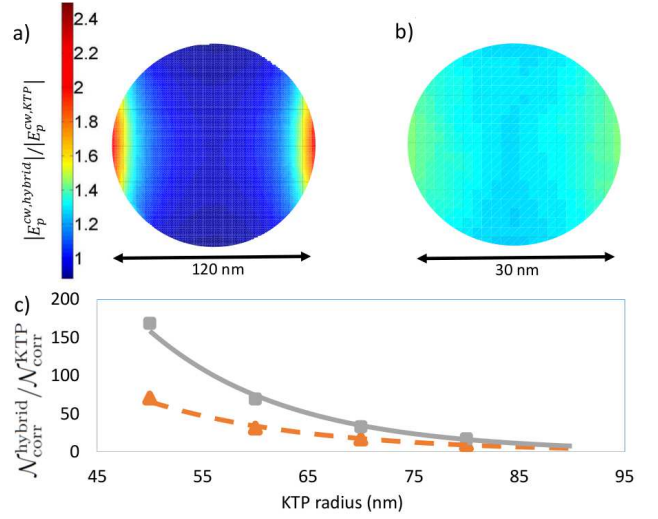 a)
b)
2.4
2.2
2
1.8
1.6
1.4
1.2
1
|E_p^{cw,hybrid}|/|E_p^{cw,KTP}|
120 nm
30 nm
c)
200
150
100
50
0
𝒩_corr^hybrid / 𝒩_corr^KTP
45 55 65 75 85 95
KTP radius (nm)